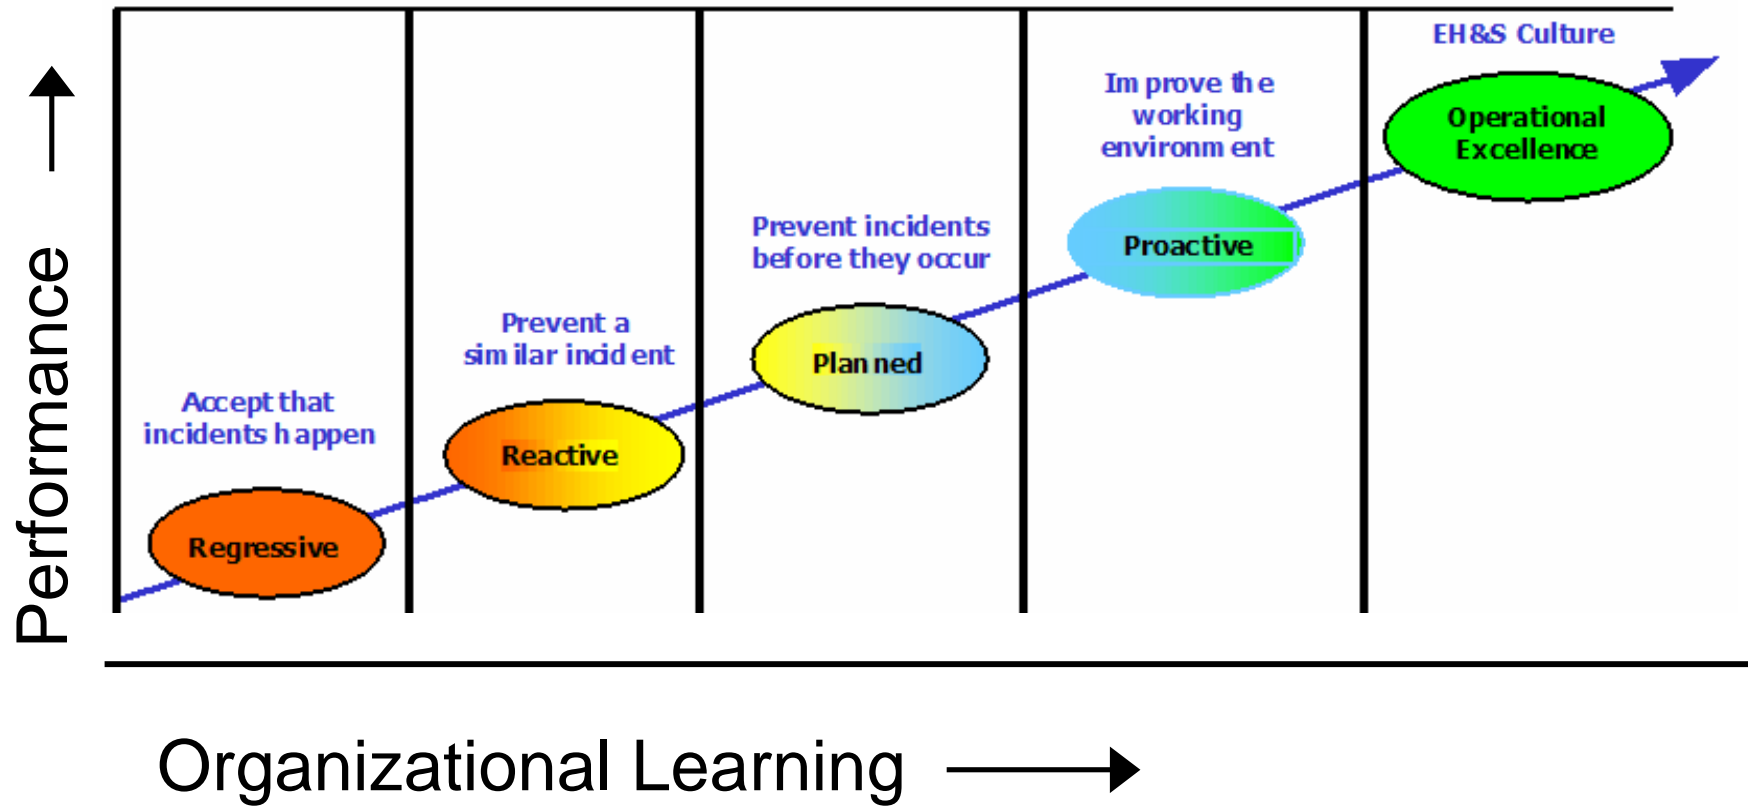 EH&S Culture
Operational
Excellence
Improve the
working
environment
Proactive
Prevent incidents
before they occur
Planned
Prevent a
similar incident
Reactive
Accept that
incidents happen
Regressive
Performance
Organizational Learning